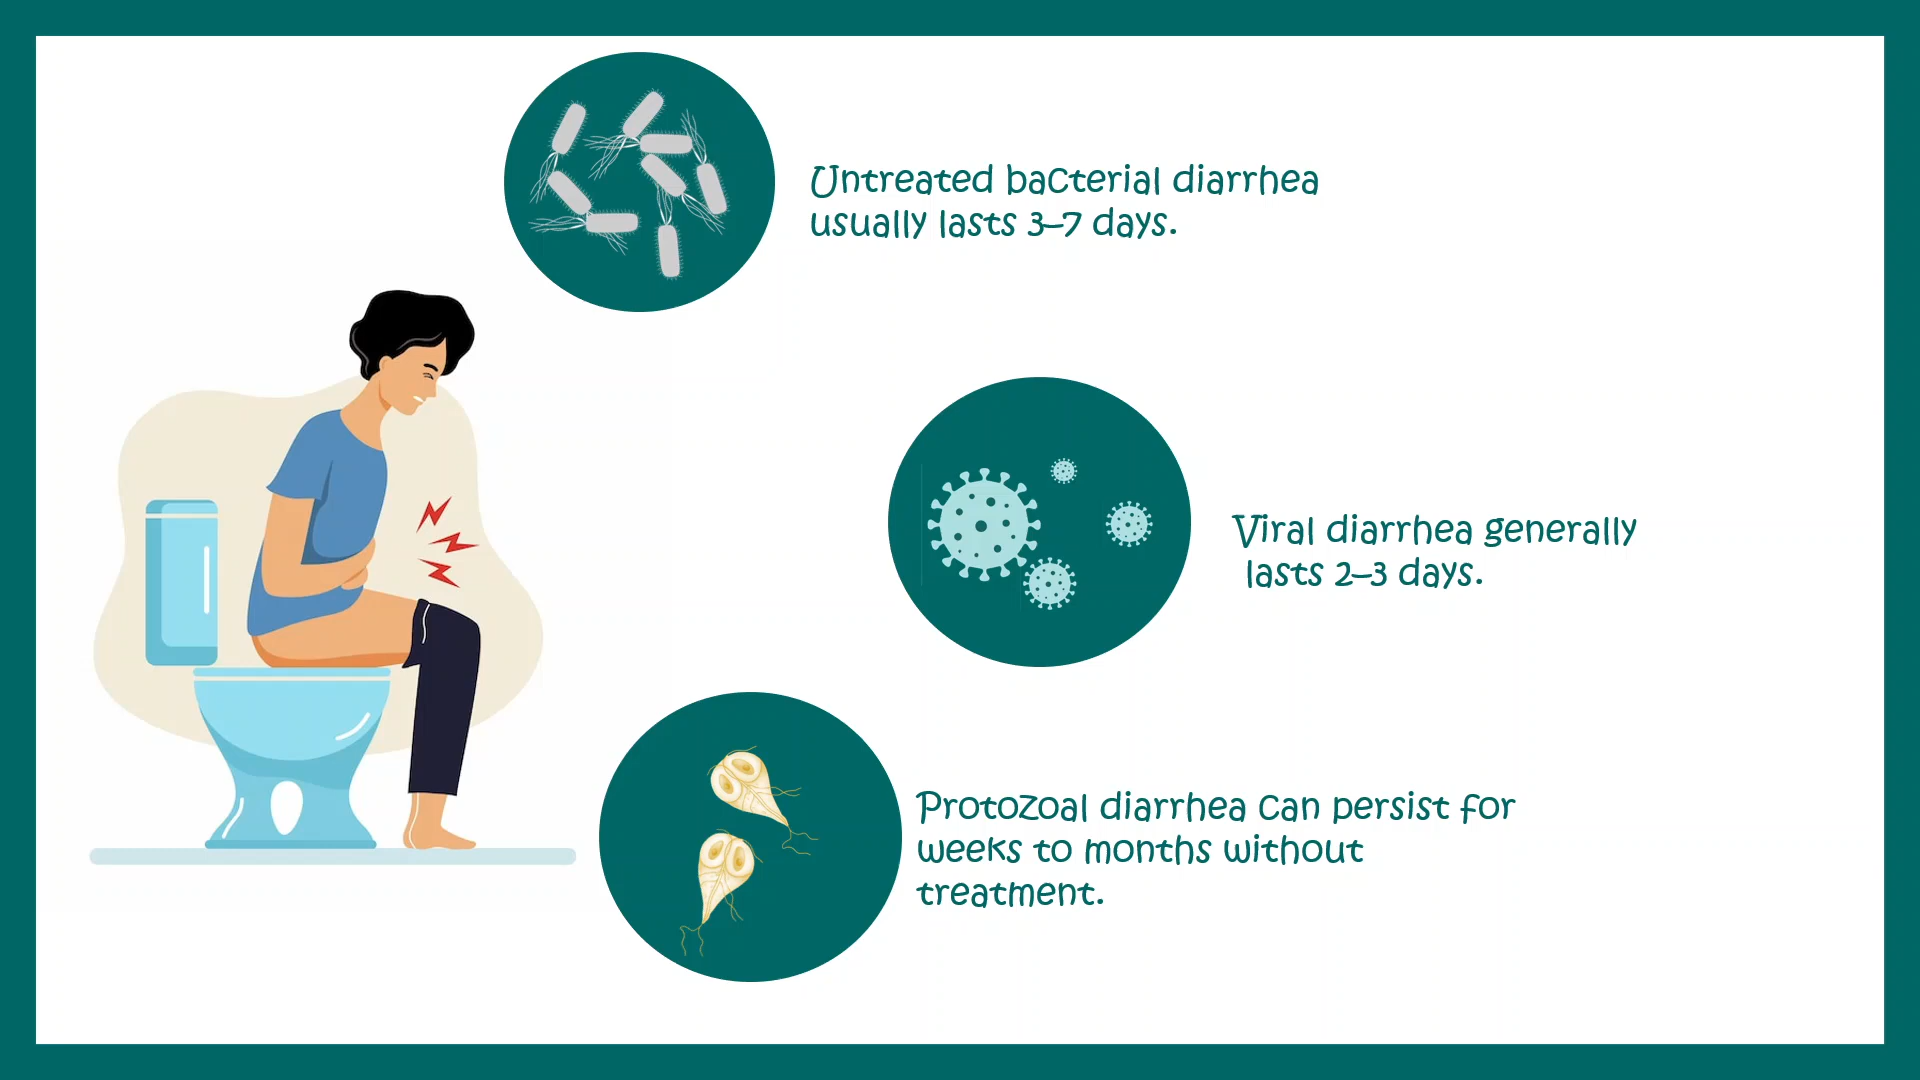 Untreated bacterial diarrhea
usually lasts 3–7 days.
Viral diarrhea generally
lasts 2–3 days.
Protozoal diarrhea can persist for
weeks to months without
treatment.